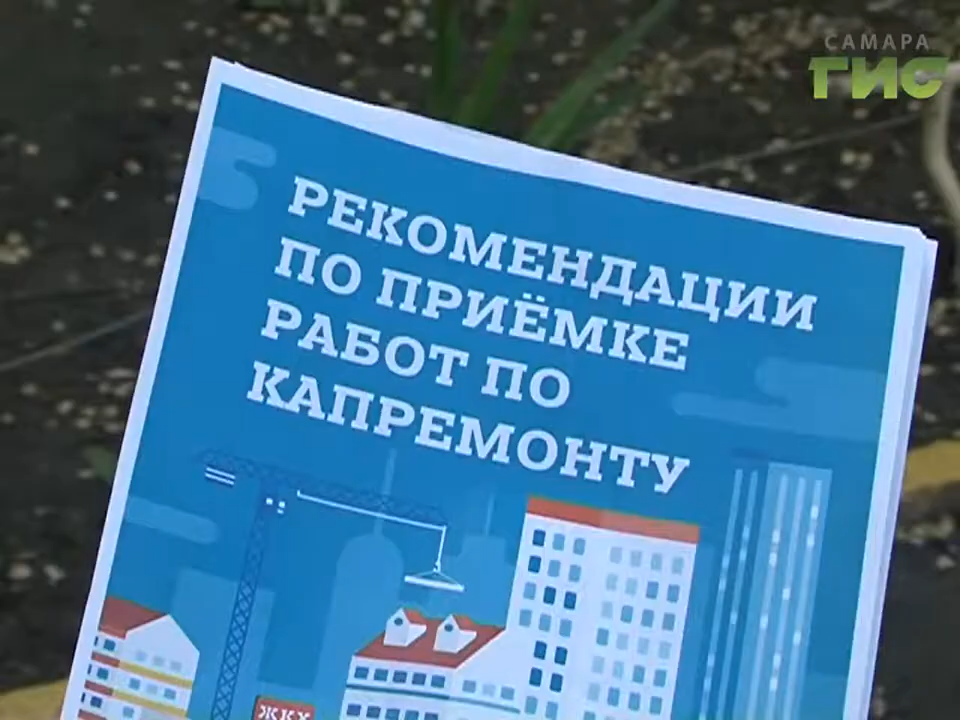 САМАРА
ГИС
РЕКОМЕНДАЦИИ
ПО ПРИЁМКЕ
РАБОТ ПО
КАПРЕМОНТУ
ЖКХ